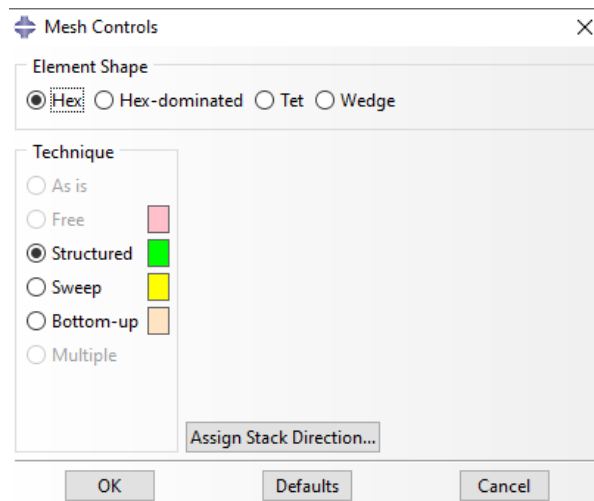 Mesh Controls
Element Shape
Hex Hex-dominated Tet Wedge
Technique
As is
Free
Structured
Sweep
Bottom-up
Multiple
Assign Stack Direction...
OK Defaults Cancel